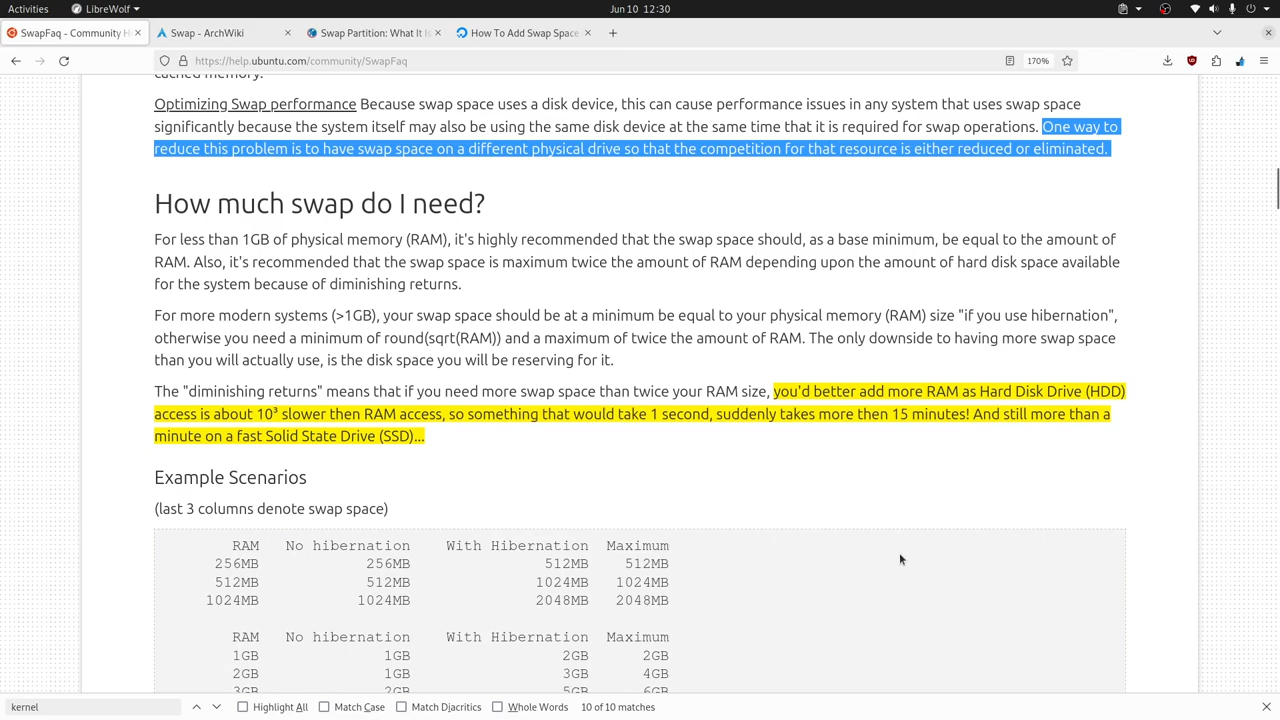 Activities LibreWolf Jun 10 12:30
SwapFaq - Community H Swap - ArchWiki Swap Partition: What It Is How To Add Swap Space
https://help.ubuntu.com/community/SwapFaq 170%
cached memory.
Optimizing Swap performance Because swap space uses a disk device, this can cause performance issues in any system that uses swap space
significantly because the system itself may also be using the same disk device at the same time that it is required for swap operations. One way to
reduce this problem is to have swap space on a different physical drive so that the competition for that resource is either reduced or eliminated.
How much swap do I need?
For less than 1GB of physical memory (RAM), it's highly recommended that the swap space should, as a base minimum, be equal to the amount of
RAM. Also, it's recommended that the swap space is maximum twice the amount of RAM depending upon the amount of hard disk space available
for the system because of diminishing returns.
For more modern systems (>1GB), your swap space should be at a minimum be equal to your physical memory (RAM) size "if you use hibernation",
otherwise you need a minimum of round(sqrt(RAM)) and a maximum of twice the amount of RAM. The only downside to having more swap space
than you will actually use, is the disk space you will be reserving for it.
The "diminishing returns" means that if you need more swap space than twice your RAM size, you'd better add more RAM as Hard Disk Drive (HDD)
access is about 10³ slower then RAM access, so something that would take 1 second, suddenly takes more then 15 minutes! And still more than a
minute on a fast Solid State Drive (SSD)...
Example Scenarios
(last 3 columns denote swap space)
RAM No hibernation With Hibernation Maximum
256MB 256MB 512MB 512MB
512MB 512MB 1024MB 1024MB
1024MB 1024MB 2048MB 2048MB
RAM No hibernation With Hibernation Maximum
1GB 1GB 2GB 2GB
2GB 1GB 3GB 4GB
3GB 2GB 5GB 6GB
kernel Highlight All Match Case Match Diacritics Whole Words 10 of 10 matches